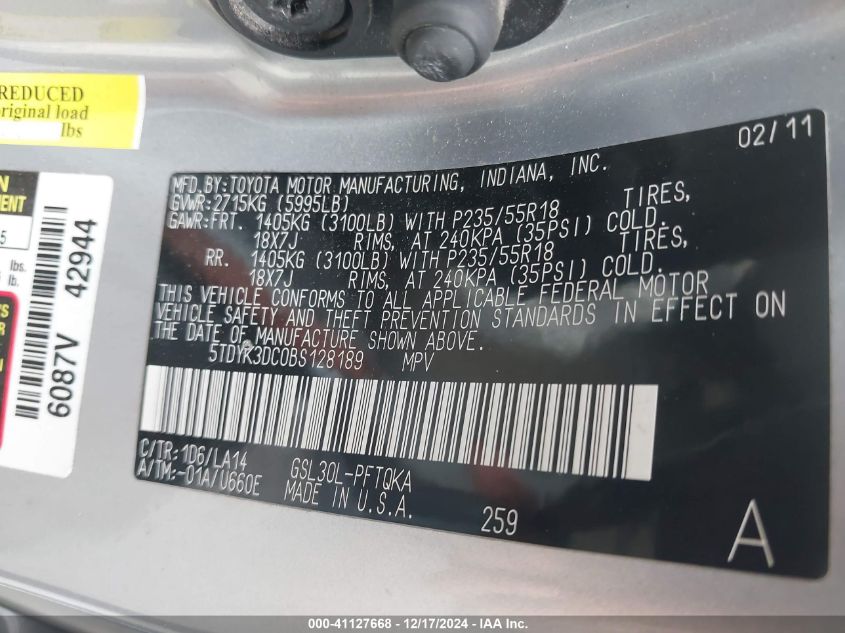 REDUCED
original load
lbs
02/11
MFD.BY:TOYOTA MOTOR MANUFACTURING, INDIANA, INC.
GVWR:2715KG (5995LB)
GAWR:FRT. 1405KG (3100LB) WITH P235/55R18 TIRES,
18X7J RIMS, AT 240KPA (35PSI) COLD.
RR. 1405KG (3100LB) WITH P235/55R18 TIRES,
18X7J RIMS, AT 240KPA (35PSI) COLD.
THIS VEHICLE CONFORMS TO ALL APPLICABLE FEDERAL MOTOR
VEHICLE SAFETY AND THEFT PREVENTION STANDARDS IN EFFECT ON
THE DATE OF MANUFACTURE SHOWN ABOVE.
5TDYK3DC0BS128189 MPV
C/TR:1D6/LA14 GSL30L-PFTQKA
A/TM:-01A/U660E MADE IN U.S.A.
259
A
6087V 42944
000-41127668 - 12/17/2024 - IAA Inc.